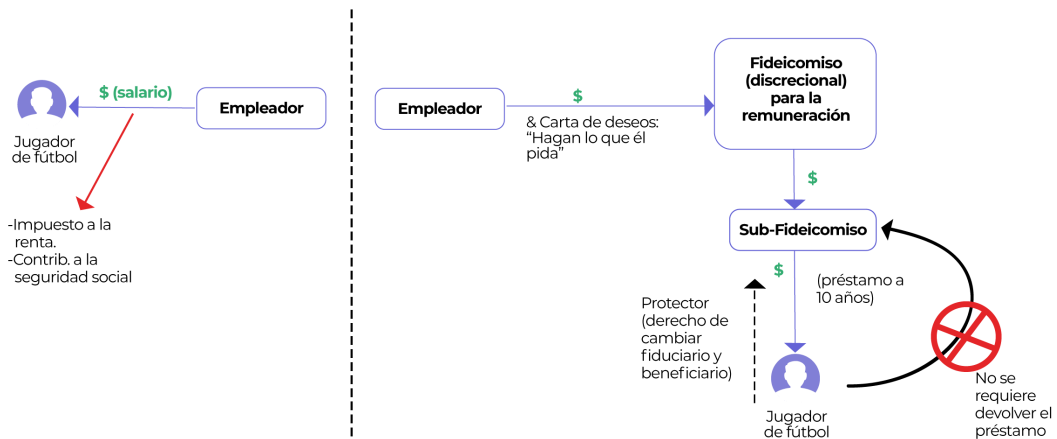 $ (salario)
Empleador
Jugador
de fútbol
-Impuesto a la
renta.
-Contrib. a la
seguridad social
Empleador
$
& Carta de deseos:
“Hagan lo que él
pida”
Fideicomiso
(discrecional)
para la
remuneración
$
Sub-Fideicomiso
$
(préstamo a
10 años)
Protector
(derecho de
cambiar
fiduciario y
beneficiario)
Jugador
de fútbol
No se
requiere
devolver el
préstamo